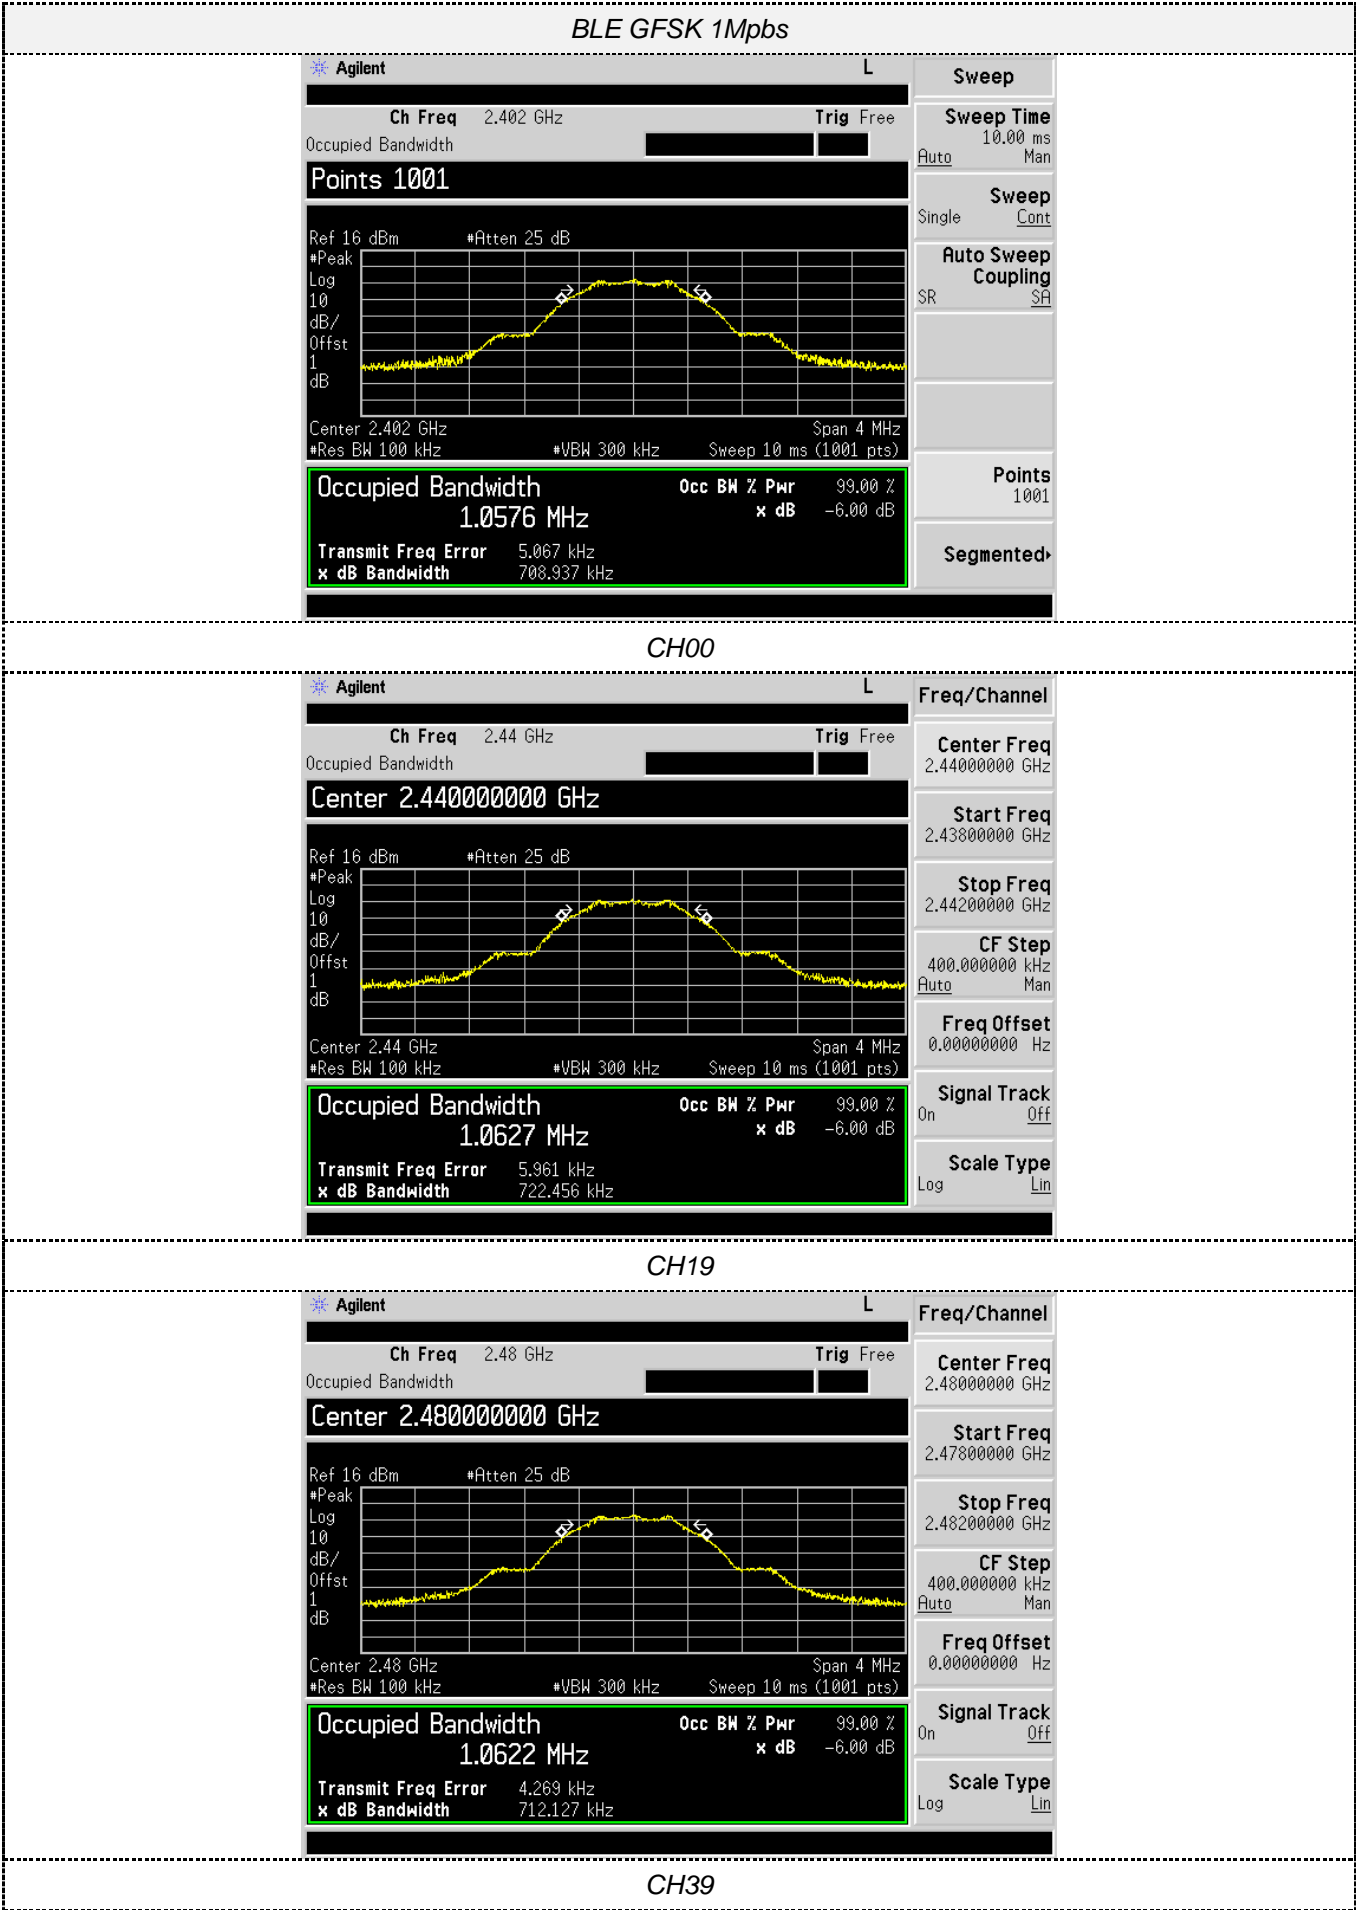 BLE GFSK 1Mpbs
Agilent L
Ch Freq 2.402 GHz Trig Free
Occupied Bandwidth
Points 1001
Ref 16 dBm #Atten 25 dB
#Peak
Log
10
dB/
Offst
1
dB
Center 2.402 GHz Span 4 MHz
#Res BW 100 kHz #VBW 300 kHz Sweep 10 ms (1001 pts)
Occupied Bandwidth Occ BW % Pwr 99.00 %
1.0576 MHz x dB -6.00 dB
Transmit Freq Error 5.067 kHz
x dB Bandwidth 708.937 kHz
Sweep
Sweep Time
10.00 ms
Auto Man
Sweep
Single Cont
Auto Sweep
Coupling
SR SA
Points
1001
Segmented
CH00
Agilent L
Ch Freq 2.44 GHz Trig Free
Occupied Bandwidth
Center 2.440000000 GHz
Ref 16 dBm #Atten 25 dB
#Peak
Log
10
dB/
Offst
1
dB
Center 2.44 GHz Span 4 MHz
#Res BW 100 kHz #VBW 300 kHz Sweep 10 ms (1001 pts)
Occupied Bandwidth Occ BW % Pwr 99.00 %
1.0627 MHz x dB -6.00 dB
Transmit Freq Error 5.961 kHz
x dB Bandwidth 722.456 kHz
Freq/Channel
Center Freq
2.44000000 GHz
Start Freq
2.43800000 GHz
Stop Freq
2.44200000 GHz
CF Step
400.000000 kHz
Auto Man
Freq Offset
0.00000000 Hz
Signal Track
On Off
Scale Type
Log Lin
CH19
Agilent L
Ch Freq 2.48 GHz Trig Free
Occupied Bandwidth
Center 2.480000000 GHz
Ref 16 dBm #Atten 25 dB
#Peak
Log
10
dB/
Offst
1
dB
Center 2.48 GHz Span 4 MHz
#Res BW 100 kHz #VBW 300 kHz Sweep 10 ms (1001 pts)
Occupied Bandwidth Occ BW % Pwr 99.00 %
1.0622 MHz x dB -6.00 dB
Transmit Freq Error 4.269 kHz
x dB Bandwidth 712.127 kHz
Freq/Channel
Center Freq
2.48000000 GHz
Start Freq
2.47800000 GHz
Stop Freq
2.48200000 GHz
CF Step
400.000000 kHz
Auto Man
Freq Offset
0.00000000 Hz
Signal Track
On Off
Scale Type
Log Lin
CH39